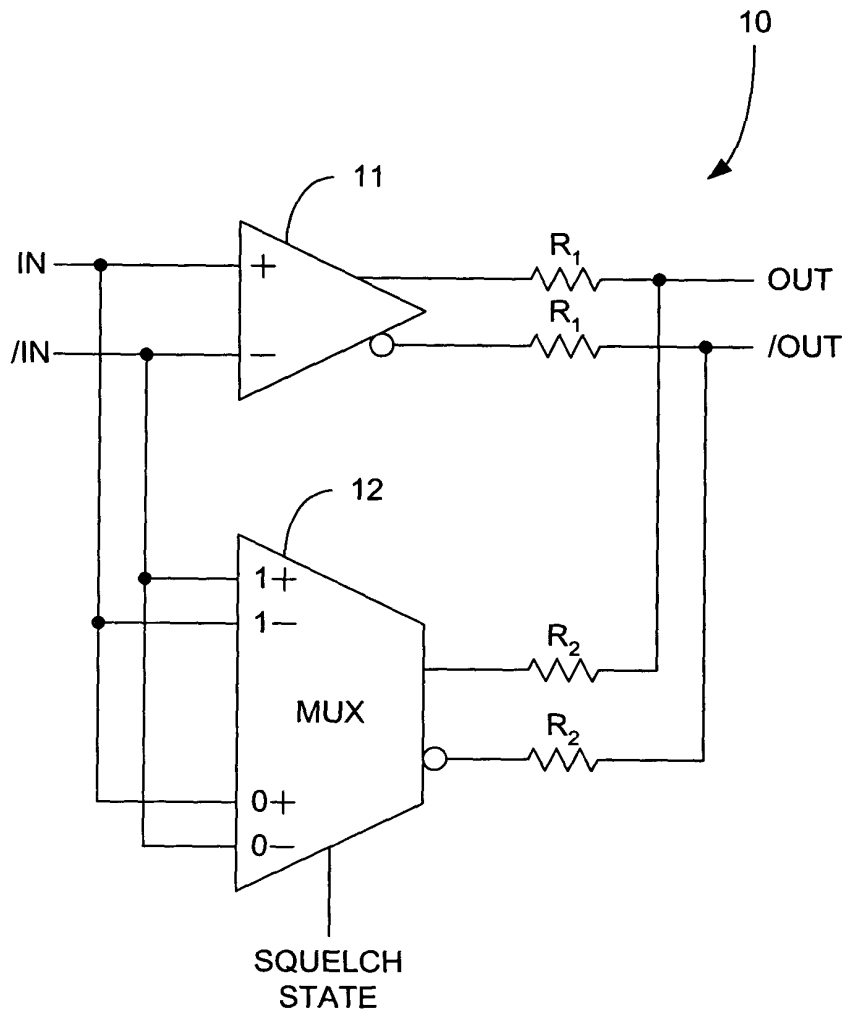 10
11
IN
+
R₁
OUT
/IN
−
R₁
/OUT
12
1+
1−
R₂
MUX
R₂
0+
0−
SQUELCH
STATE